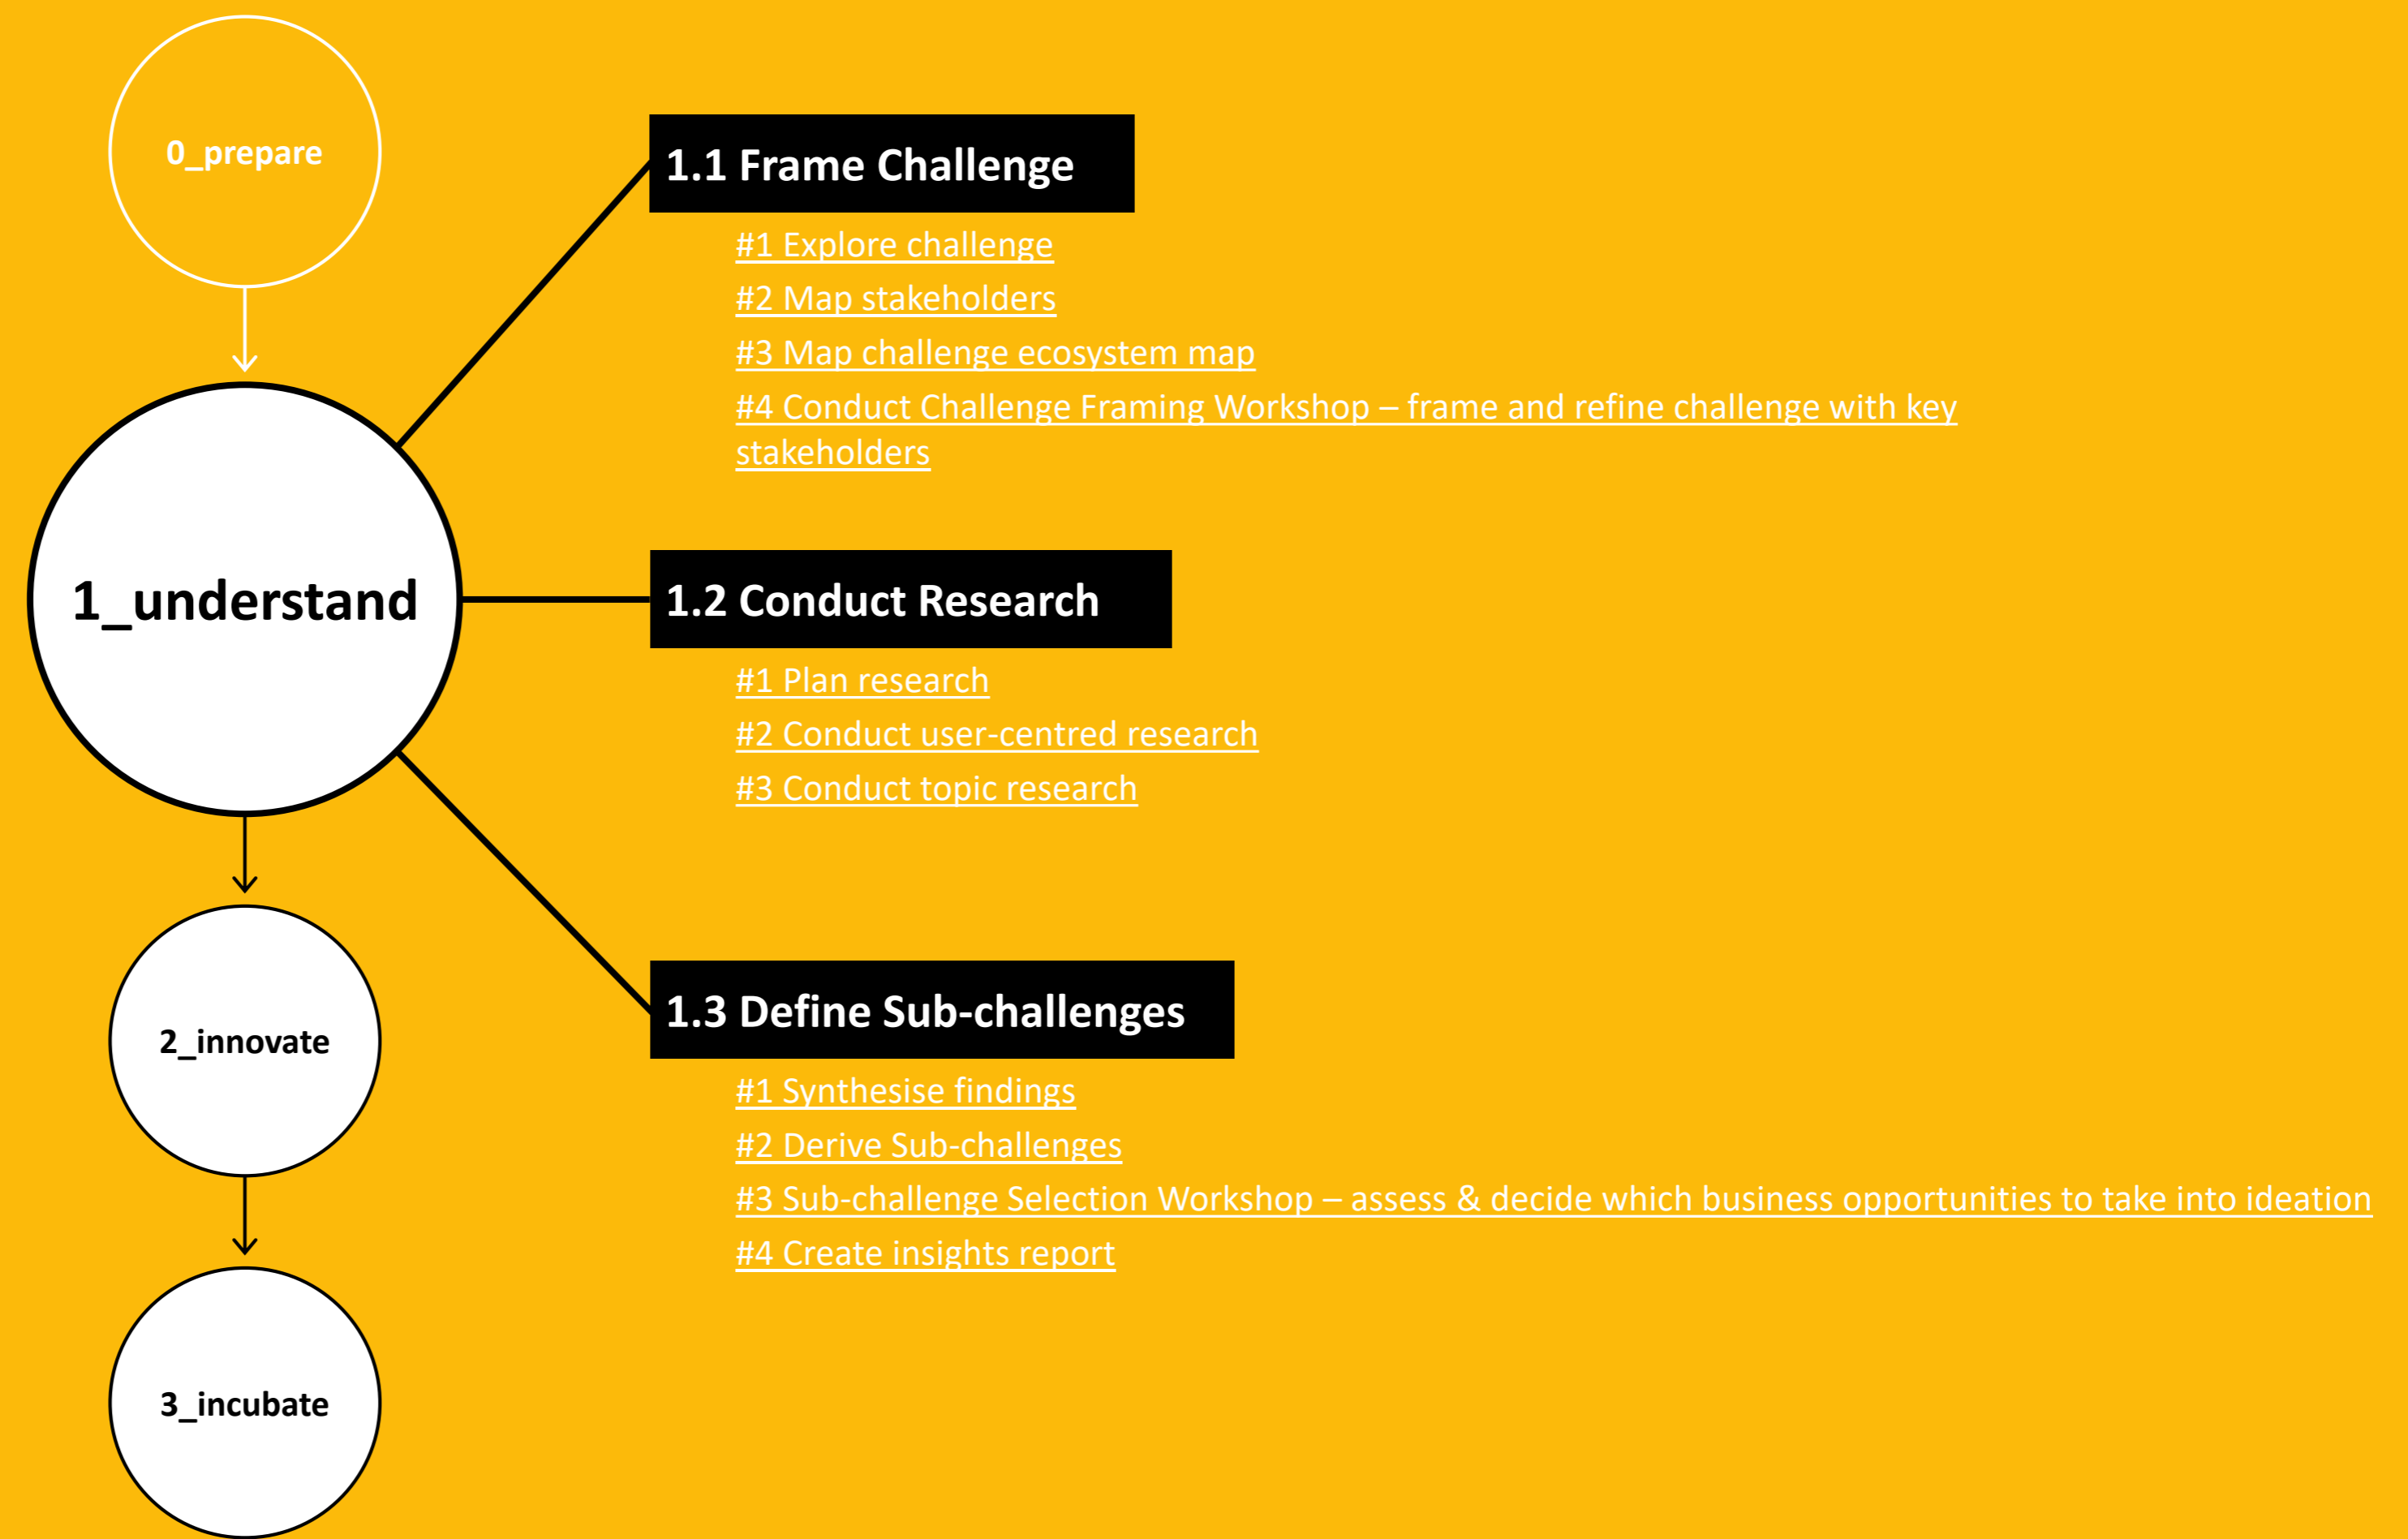 0_prepare
1_understand
2_innovate
3_incubate
1.1 Frame Challenge
#1 Explore challenge
#2 Map stakeholders
#3 Map challenge ecosystem map
#4 Conduct Challenge Framing Workshop – frame and refine challenge with key
stakeholders
1.2 Conduct Research
#1 Plan research
#2 Conduct user-centred research
#3 Conduct topic research
1.3 Define Sub-challenges
#1 Synthesise findings
#2 Derive Sub-challenges
#3 Sub-challenge Selection Workshop – assess & decide which business opportunities to take into ideation
#4 Create insights report